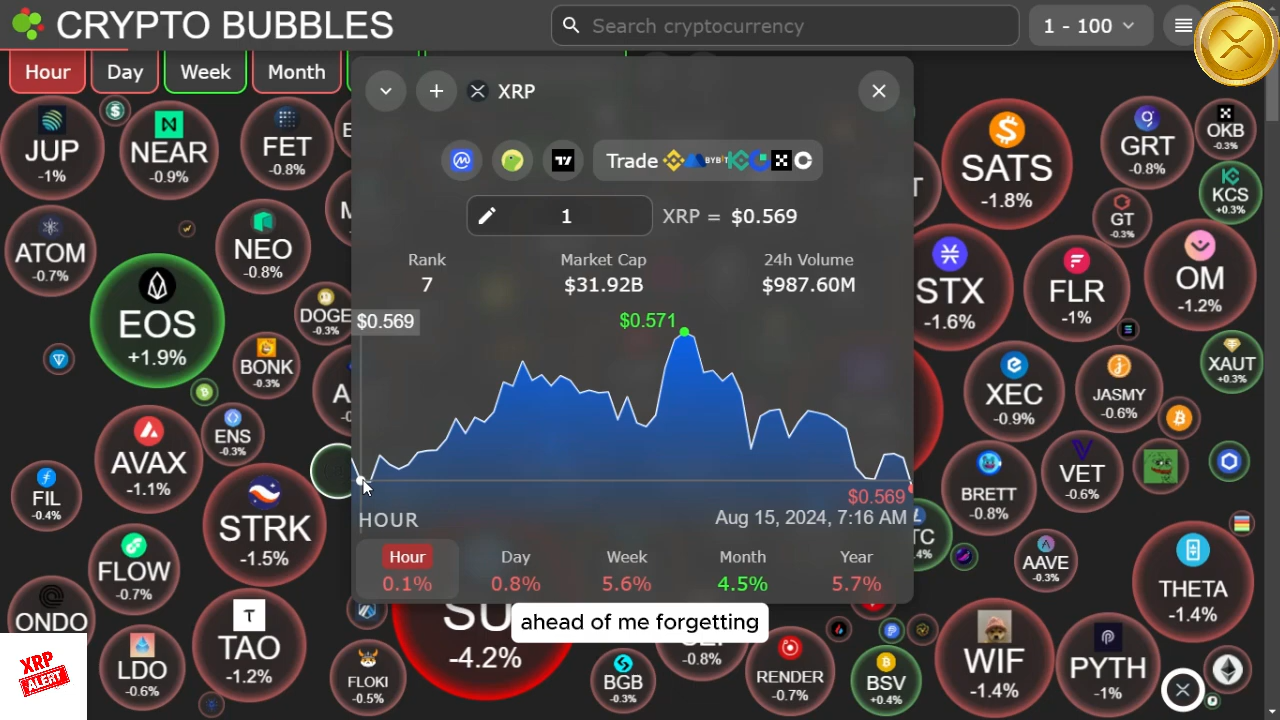 CRYPTO BUBBLES
Search cryptocurrency
1 - 100
Hour
Day
Week
Month
XRP
Trade
BYBIT
1
XRP = $0.569
Rank
Market Cap
24h Volume
7
$31.92B
$987.60M
$0.569
$0.571
$0.569
HOUR
Aug 15, 2024, 7:16 AM
Hour
Day
Week
Month
Year
0.1%
0.8%
5.6%
4.5%
5.7%
ahead of me forgetting
JUP
-1%
NEAR
-0.9%
FET
-0.8%
ATOM
-0.7%
NEO
-0.8%
EOS
+1.9%
DOGE
-0.3%
BONK
-0.3%
ENS
-0.3%
AVAX
-1.1%
FIL
-0.4%
STRK
-1.5%
FLOW
-0.7%
ONDO
TAO
-1.2%
LDO
-0.6%
FLOKI
-0.5%
-4.2%
BGB
-0.3%
-0.8%
RENDER
-0.7%
BSV
+0.4%
SATS
-1.8%
GRT
-0.8%
OKB
-0.3%
KCS
+0.3%
GT
-0.3%
STX
-1.6%
FLR
-1%
OM
-1.2%
XEC
-0.9%
JASMY
-0.6%
XAUT
+0.3%
BRETT
-0.8%
VET
-0.6%
AAVE
-0.3%
THETA
-1.4%
WIF
-1.4%
PYTH
-1%
XRP
ALERT